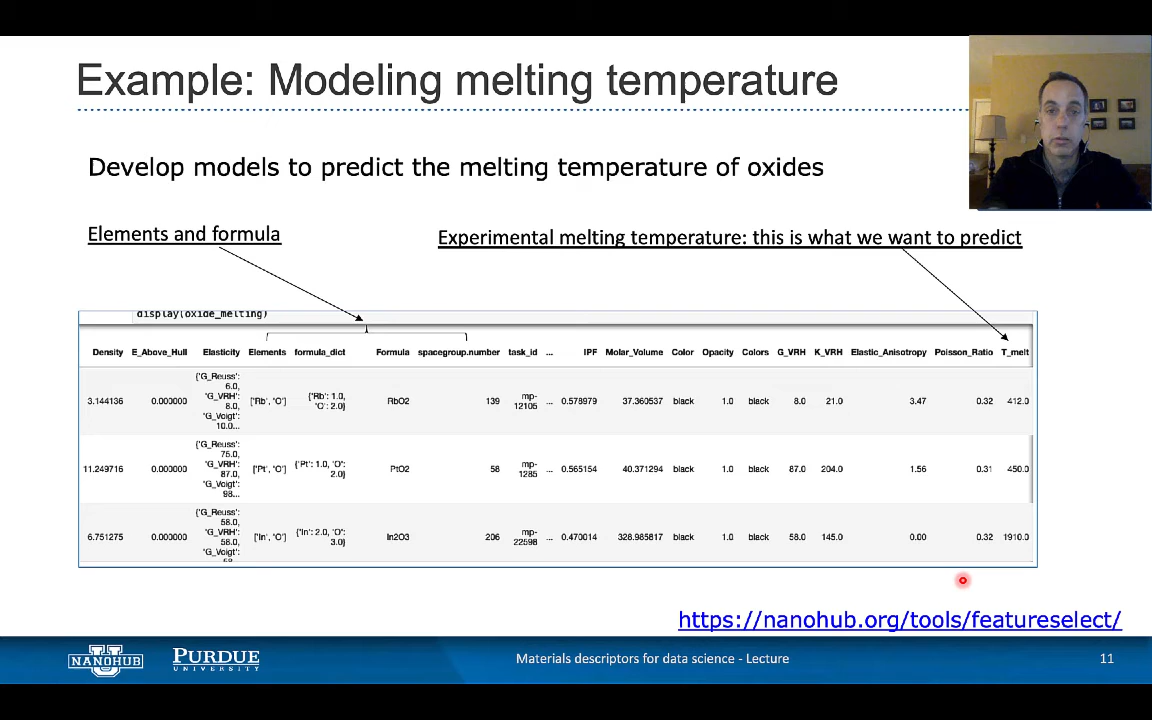 Example: Modeling melting temperature
Develop models to predict the melting temperature of oxides
Elements and formula
Experimental melting temperature: this is what we want to predict
display(oxide_melting)
Density E_Above_Hull Elasticity Elements formula_dict Formula spacegroup.number task_id ... IPF Molar_Volume Color Opacity Colors G_VRH K_VRH Elastic_Anisotropy Poisson_Ratio T_melt
{'G_Reuss':
6.0,
3.144136 0.000000 'G_VRH': ['Rb', 'O'] {'Rb': 1.0, 'O': 2.0} RbO2 139 mp-12105 ... 0.578979 37.360537 black 1.0 black 8.0 21.0 3.47 0.32 412.0
8.0,
'G_Voigt':
10.0...
{'G_Reuss':
75.0,
11.249716 0.000000 'G_VRH': ['Pt', 'O'] {'Pt': 1.0, 'O': 2.0} PtO2 58 mp-1285 ... 0.565154 40.371294 black 1.0 black 87.0 204.0 1.56 0.31 450.0
87.0,
'G_Voigt':
98...
{'G_Reuss':
58.0,
6.751275 0.000000 'G_VRH': ['In', 'O'] {'In': 2.0, 'O': 3.0} In2O3 206 mp-22598 ... 0.470014 328.985817 black 1.0 black 58.0 145.0 0.00 0.32 1910.0
58.0,
'G_Voigt':
https://nanohub.org/tools/featureselect/
NANOHUB
PURDUE
UNIVERSITY
Materials descriptors for data science - Lecture
11